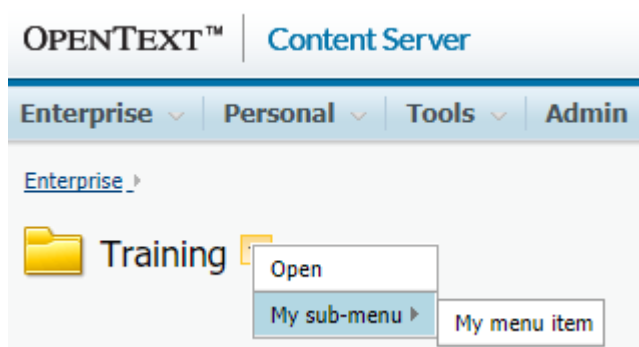 OPENTEXT™ Content Server
Enterprise Personal Tools Admin
Enterprise
Training
Open
My sub-menu My menu item